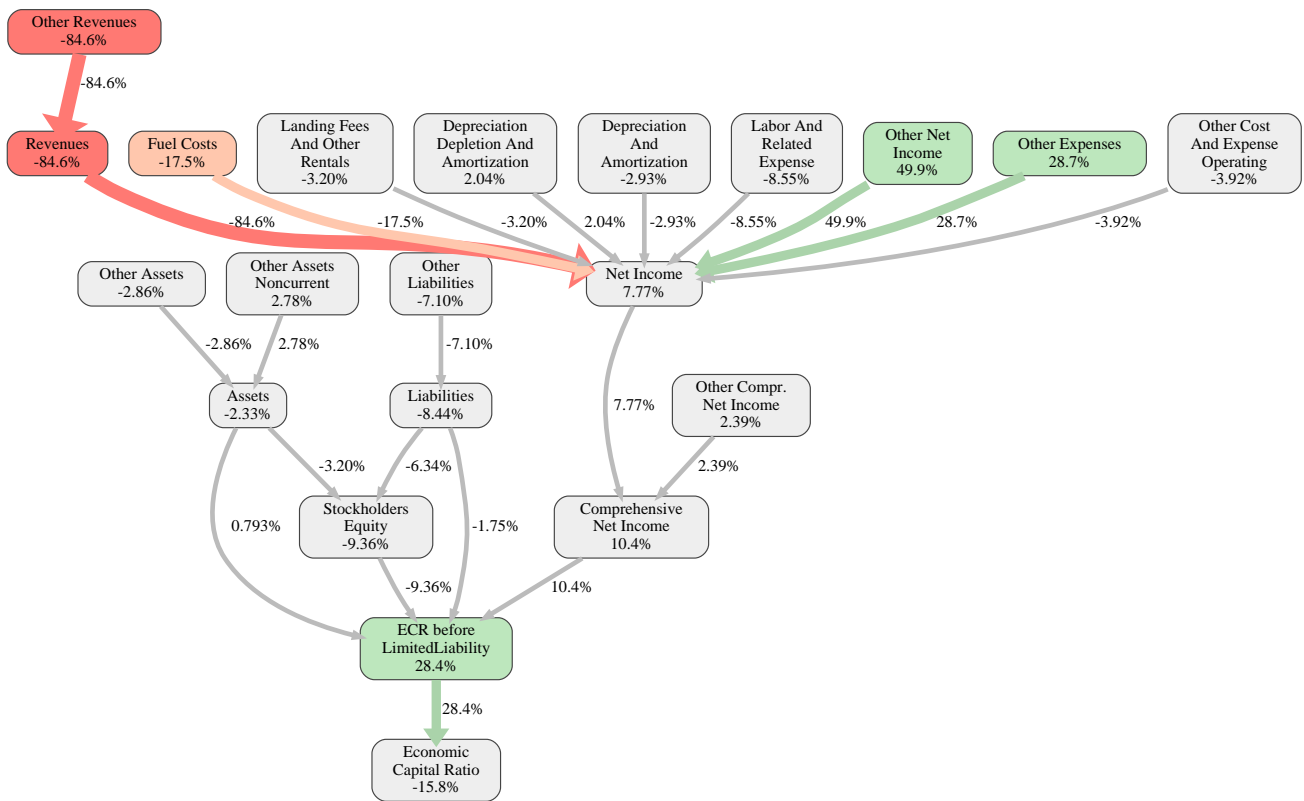 Other Revenues
-84.6%
-84.6%
Revenues
-84.6%
Fuel Costs
-17.5%
Landing Fees
And Other
Rentals
-3.20%
Depreciation
Depletion And
Amortization
2.04%
Depreciation
And
Amortization
-2.93%
Labor And
Related
Expense
-8.55%
Other Net
Income
49.9%
Other Expenses
28.7%
Other Cost
And Expense
Operating
-3.92%
-84.6%
-17.5%
-3.20%
2.04%
-2.93%
-8.55%
49.9%
28.7%
-3.92%
Other Assets
-2.86%
Other Assets
Noncurrent
2.78%
Other
Liabilities
-7.10%
Net Income
7.77%
-2.86%
2.78%
-7.10%
Assets
-2.33%
Liabilities
-8.44%
7.77%
Other Compr.
Net Income
2.39%
-3.20%
-6.34%
2.39%
Stockholders
Equity
-9.36%
Comprehensive
Net Income
10.4%
0.793%
-1.75%
-9.36%
10.4%
ECR before
LimitedLiability
28.4%
28.4%
Economic
Capital Ratio
-15.8%